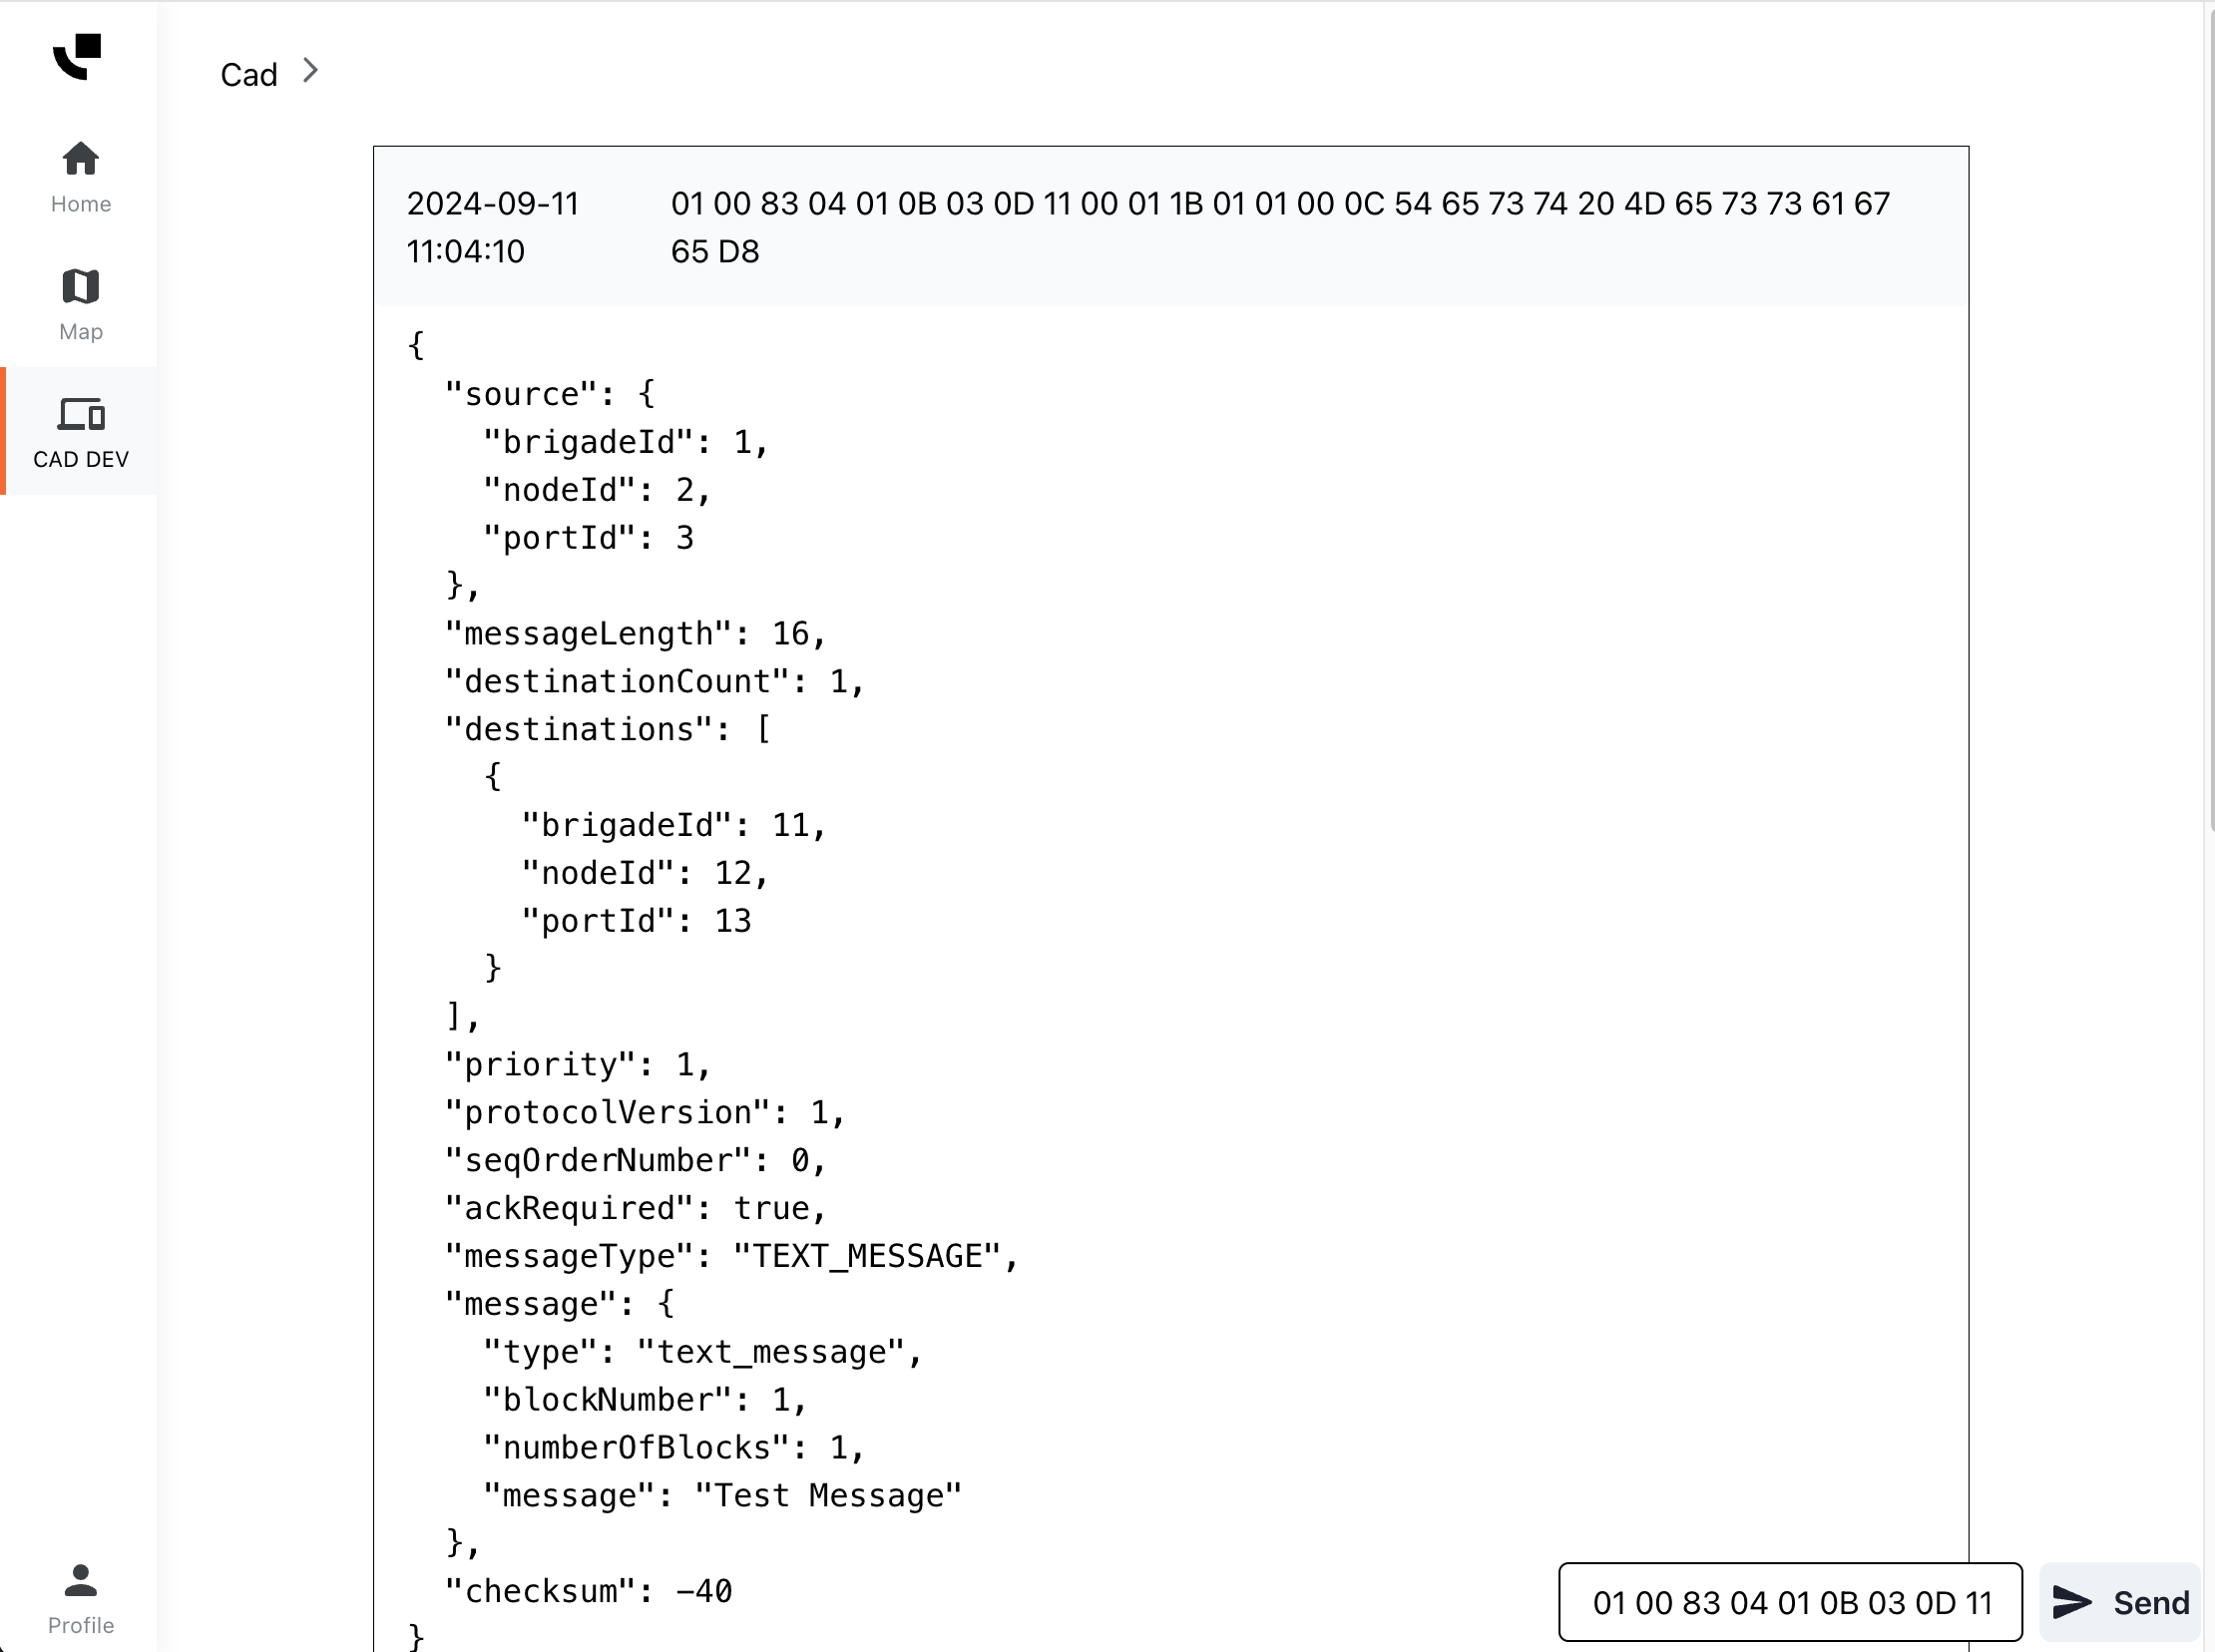 Cad
Home
Map
CAD DEV
Profile
2024-09-11
11:04:10
01 00 83 04 01 0B 03 0D 11 00 01 1B 01 01 00 0C 54 65 73 74 20 4D 65 73 73 61 67
65 D8
{
"source": {
"brigadeId": 1,
"nodeId": 2,
"portId": 3
},
"messageLength": 16,
"destinationCount": 1,
"destinations": [
{
"brigadeId": 11,
"nodeId": 12,
"portId": 13
}
],
"priority": 1,
"protocolVersion": 1,
"seqOrderNumber": 0,
"ackRequired": true,
"messageType": "TEXT_MESSAGE",
"message": {
"type": "text_message",
"blockNumber": 1,
"numberOfBlocks": 1,
"message": "Test Message"
},
"checksum": -40
}
01 00 83 04 01 0B 03 0D 11
Send